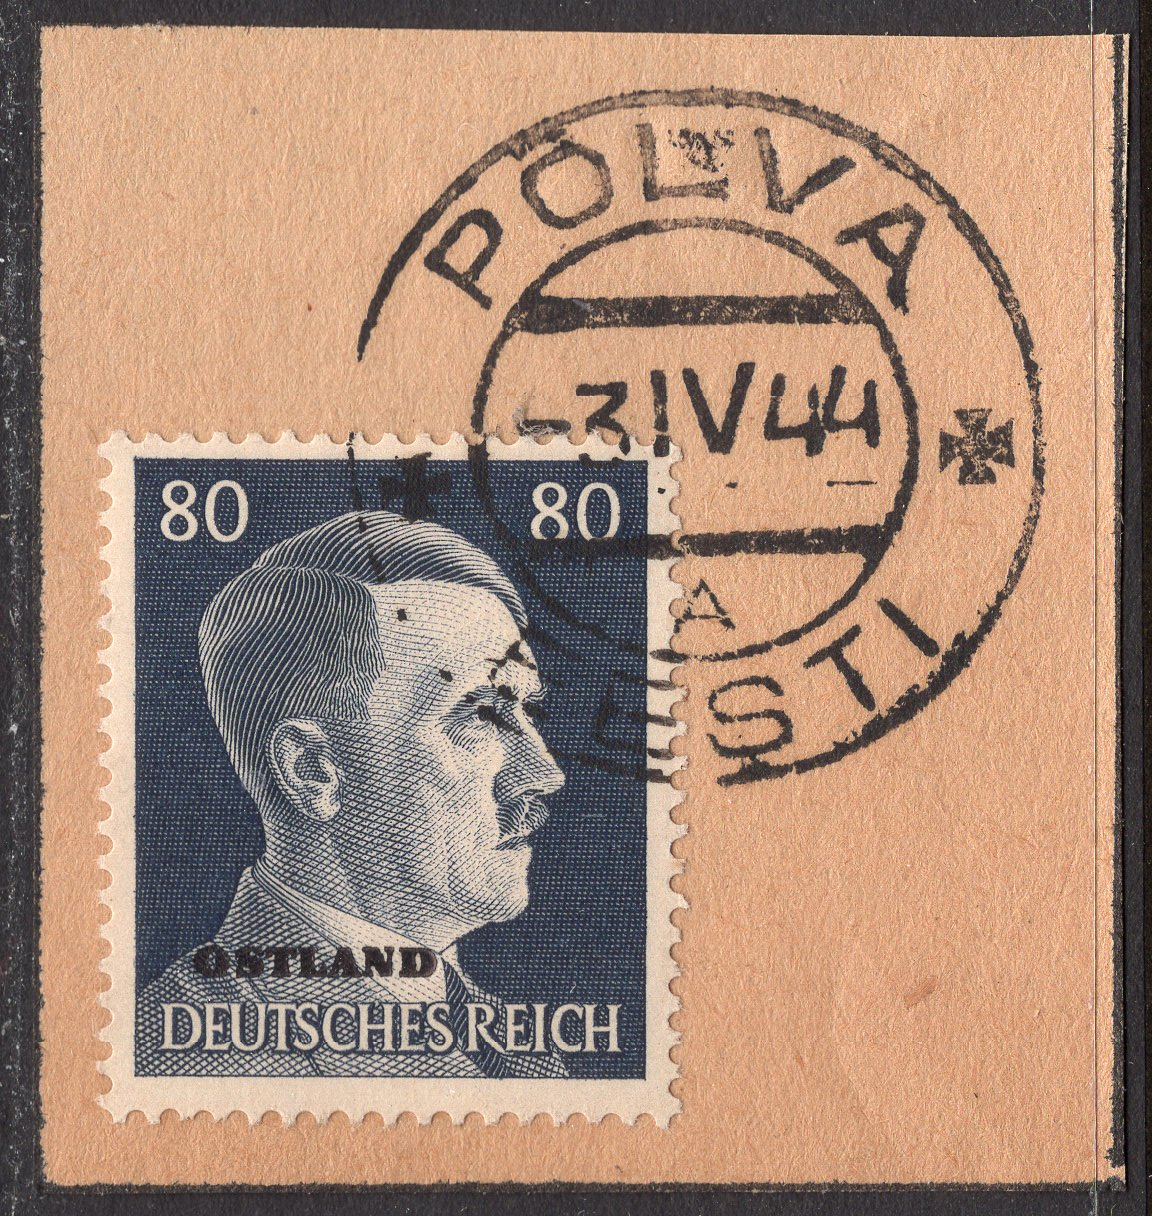 PÕLVA
-3 IV 44
A
EESTI
80 80
OSTLAND
DEUTSCHES REICH